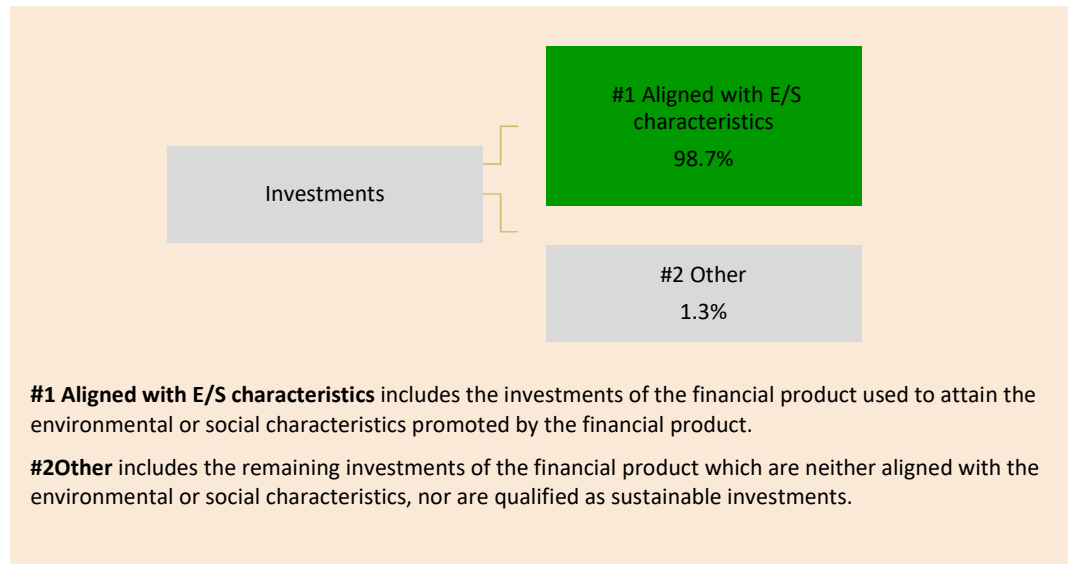 #1 Aligned with E/S
characteristics
98.7%
Investments
#2 Other
1.3%
#1 Aligned with E/S characteristics includes the investments of the financial product used to attain the
environmental or social characteristics promoted by the financial product.
#2Other includes the remaining investments of the financial product which are neither aligned with the
environmental or social characteristics, nor are qualified as sustainable investments.